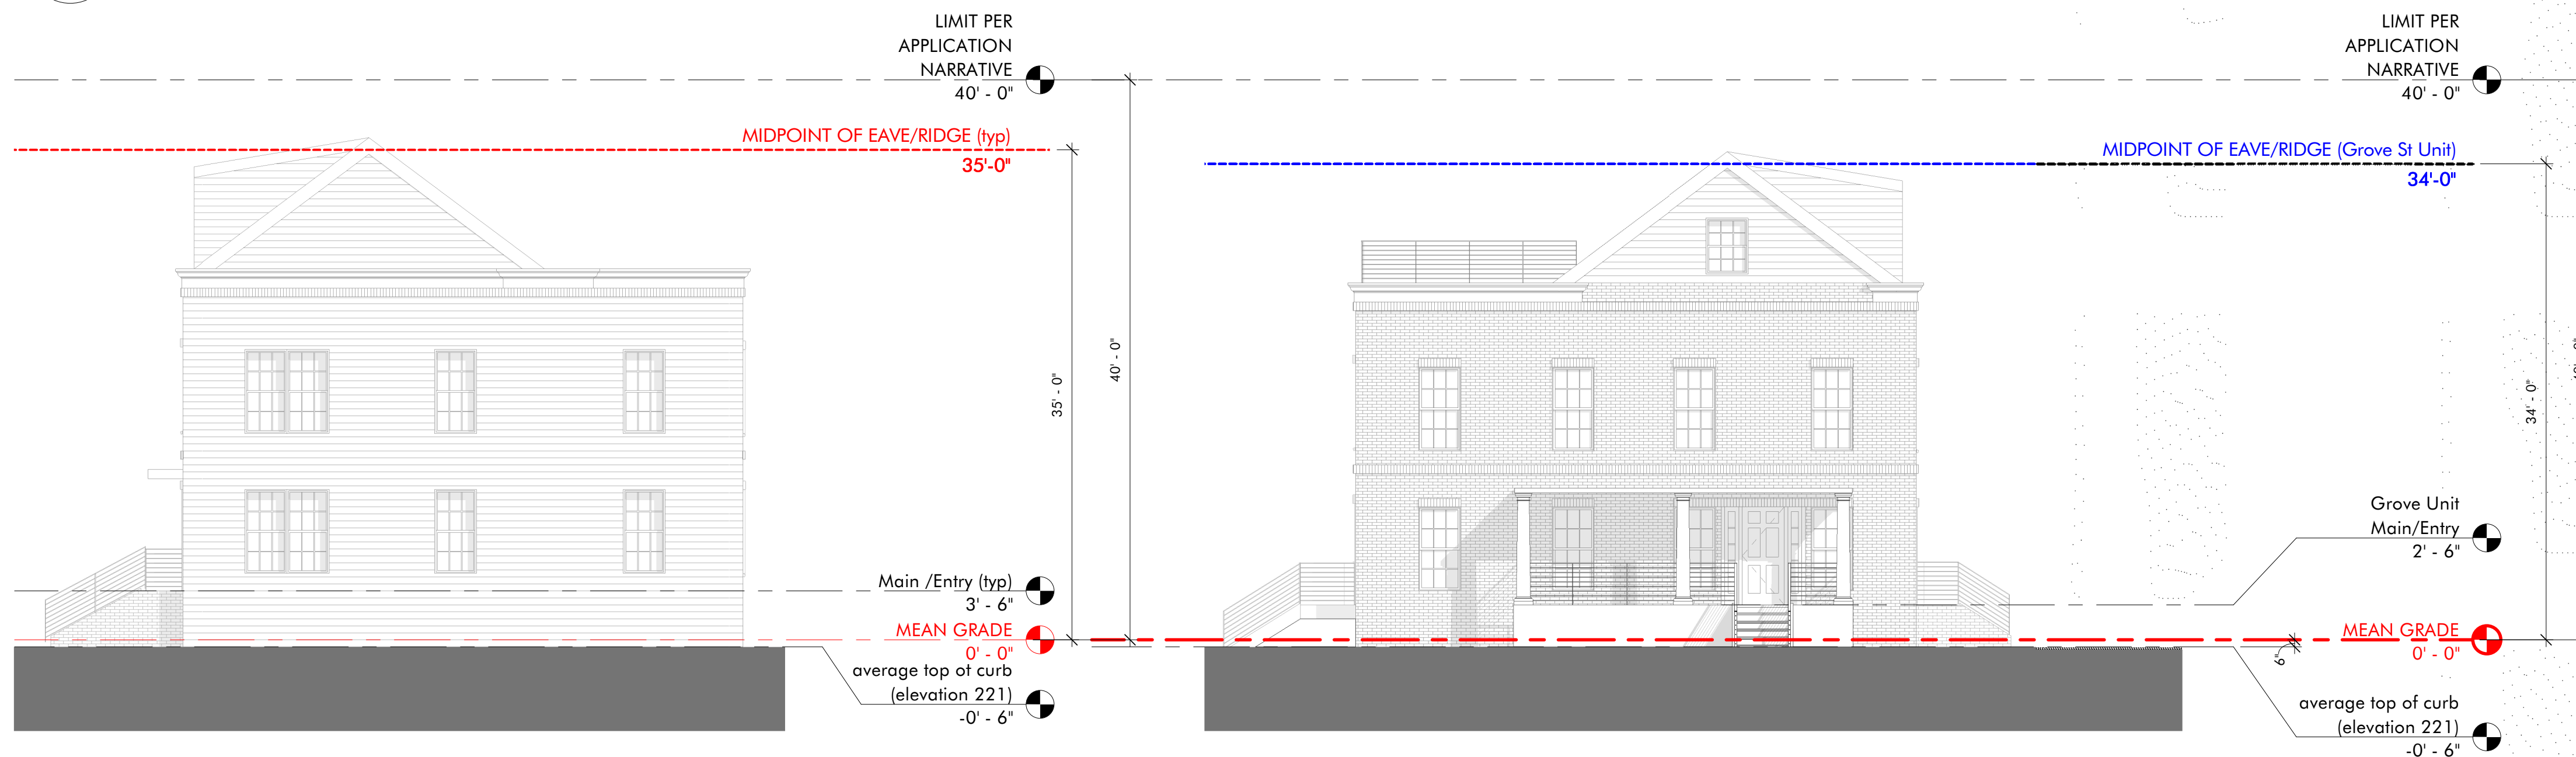 LIMIT PER
APPLICATION
NARRATIVE
40' - 0"
MIDPOINT OF EAVE/RIDGE (typ)
35'-0"
35' - 0"
40' - 0"
Main /Entry (typ)
3' - 6"
MEAN GRADE
0' - 0"
average top of curb
(elevation 221)
-0' - 6"
LIMIT PER
APPLICATION
NARRATIVE
40' - 0"
MIDPOINT OF EAVE/RIDGE (Grove St Unit)
34'-0"
34' - 0"
Grove Unit
Main/Entry
2' - 6"
MEAN GRADE
0' - 0"
6"
average top of curb
(elevation 221)
-0' - 6"